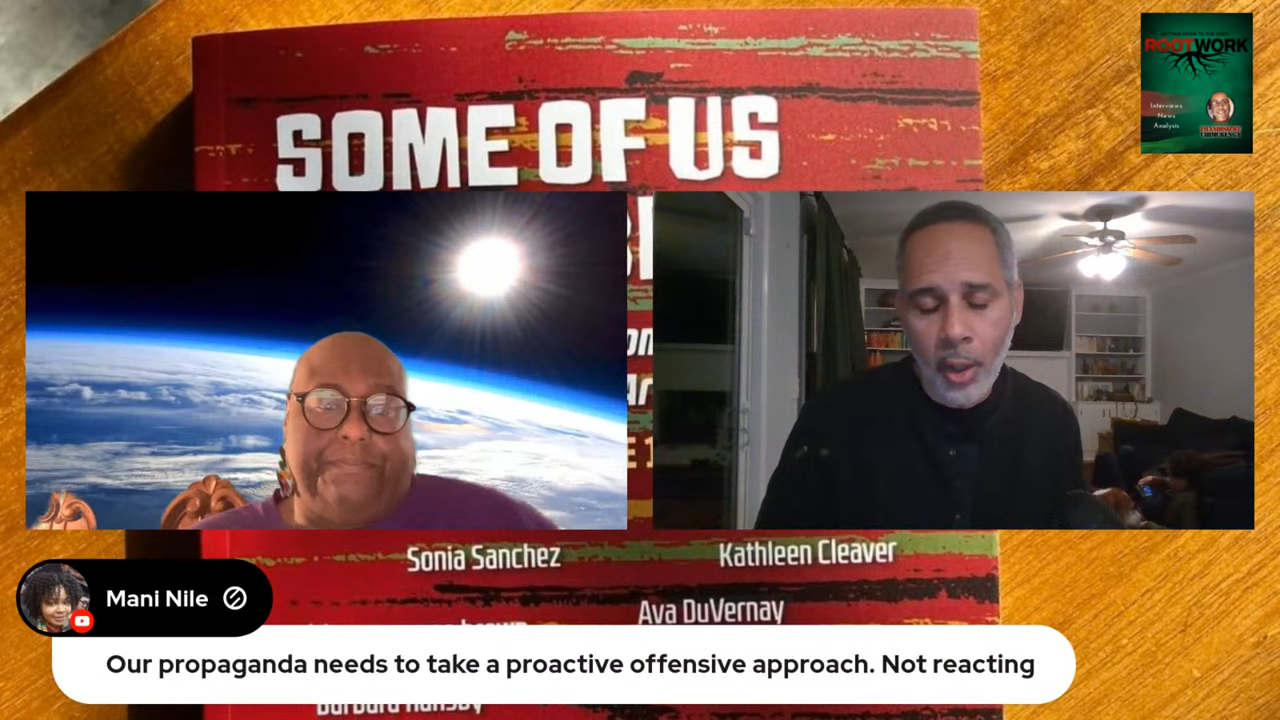 ROOTWORK
Interviews
News
Analysis
SOME OF US
Sonia Sanchez
Kathleen Cleaver
Ava DuVernay
Mani Nile
Our propaganda needs to take a proactive offensive approach. Not reacting